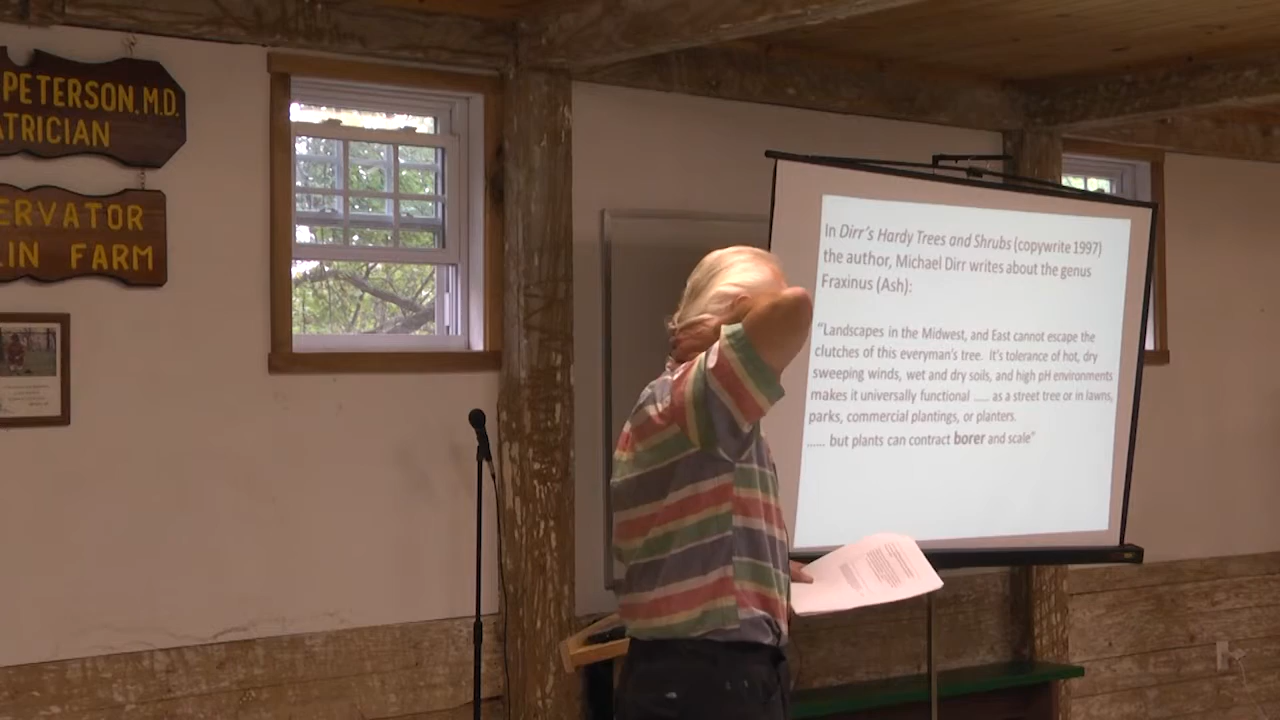 PETERSON, M.D.
ATRICIAN
ERVATOR
LIN FARM
In Dirr's Hardy Trees and Shrubs (copywrite 1997)
the author, Michael Dirr writes about the genus
Fraxinus (Ash):
"Landscapes in the Midwest, and East cannot escape the
clutches of this everyman's tree. It's tolerance of hot, dry
sweeping winds, wet and dry soils, and high pH environments
makes it universally functional ..... as a street tree or in lawns,
parks, commercial plantings, or planters.
...... but plants can contract borer and scale"